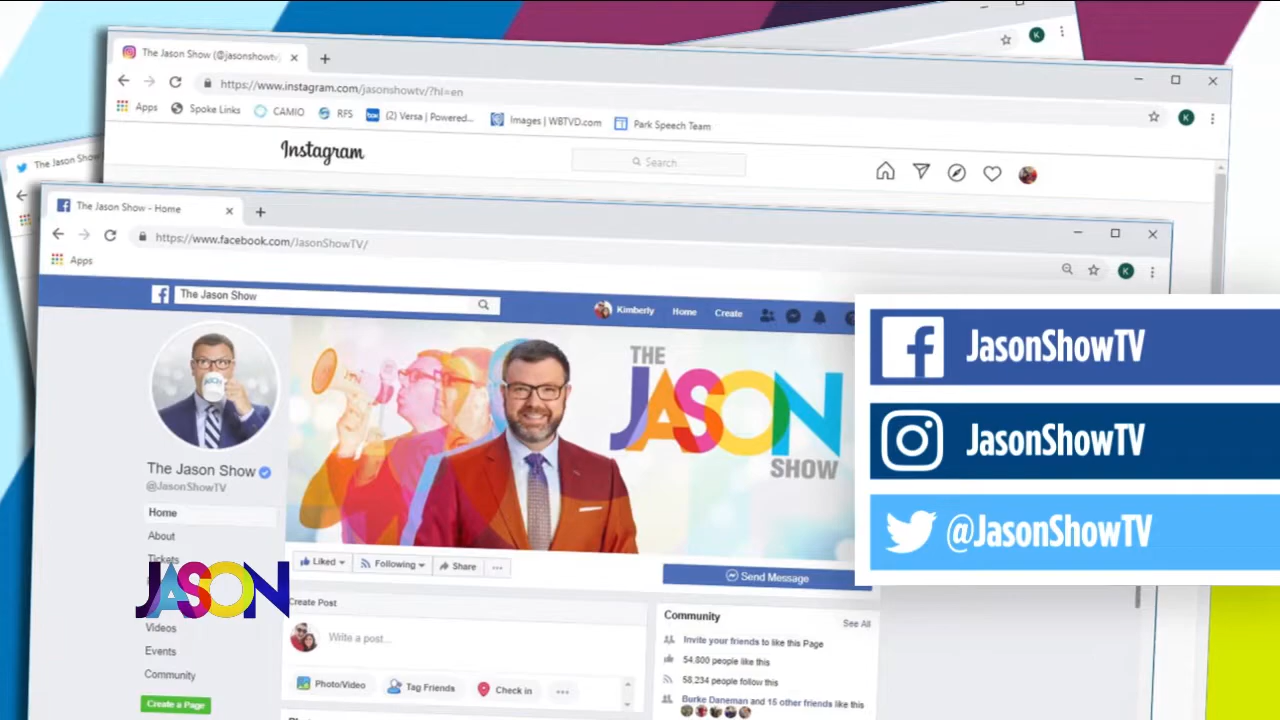 The Jason Show (@jasonshowtv)
https://www.instagram.com/jasonshowtv/?hl=en
K
K
Apps
Spoke Links
CAMIO
RFS
box
(2) Versa | Powered...
Images | WBTVD.com
Park Speech Team
Instagram
Search
The Jason Show
The Jason Show - Home
https://www.facebook.com/JasonShowTV/
K
Apps
The Jason Show
Kimberly
Home
Create
THE
JASON
SHOW
The Jason Show
@JasonShowTV
Home
About
Tickets
JASON
Videos
Events
Community
Create a Page
Liked
Following
Share
Send Message
Create Post
Write a post...
Photo/Video
Tag Friends
Check in
Community
See All
Invite your friends to like this Page
54,800 people like this
58,234 people follow this
Burke Daneman and 15 other friends like this
JasonShowTV
JasonShowTV
@JasonShowTV